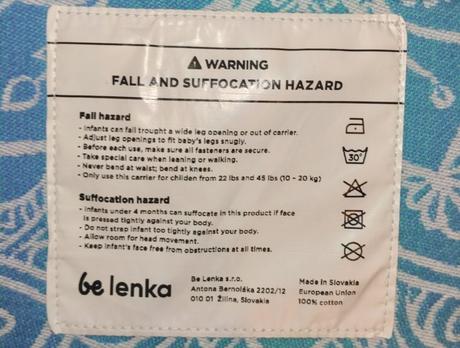 WARNING
FALL AND SUFFOCATION HAZARD
Fall hazard
- Infants can fall trought a wide leg opening or out of carrier.
- Adjust leg openings to fit baby's legs snugly.
- Before each use, make sure all fasteners are secure.
- Take special care when leaning or walking.
- Never bend at waist; bend at knees.
- Only use this carrier for childen from 22 lbs and 45 lbs (10 - 20 kg)
30°
Suffocation hazard
- Infants under 4 months can suffocate in this product if face
is pressed tightly against your body.
- Do not strap infant too tightly against your body.
- Allow room for head movement.
- Keep infant's face free from obstructions at all times.
be lenka
Be Lenka s.r.o.
Antona Bernoláka 2202/12
010 01 Žilina, Slovakia
Made in Slovakia
European Union
100% cotton